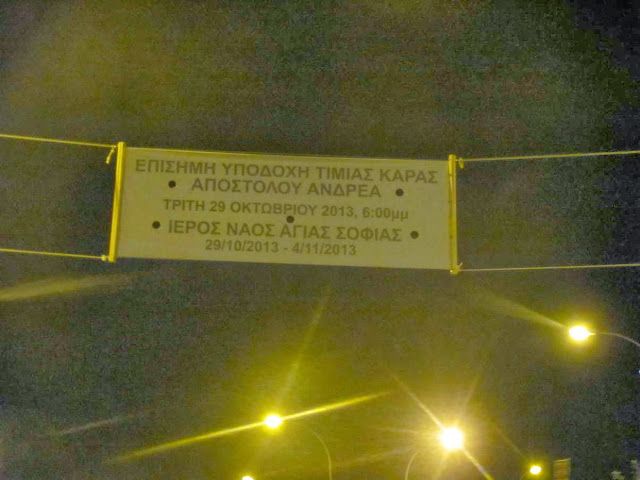 ΕΠΙΣΗΜΗ ΥΠΟΔΟΧΗ ΤΙΜΙΑΣ ΚΑΡΑΣ
ΑΠΟΣΤΟΛΟΥ ΑΝΔΡΕΑ
ΤΡΙΤΗ 29 ΟΚΤΩΒΡΙΟΥ 2013, 6:00μμ
ΙΕΡΟΣ ΝΑΟΣ ΑΓΙΑΣ ΣΟΦΙΑΣ
29/10/2013 - 4/11/2013